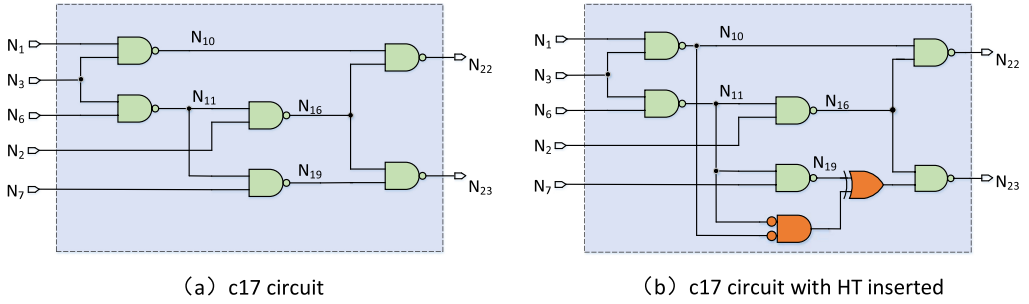 N1
N3
N6
N2
N7
N10
N11
N16
N19
N22
N23
（a）c17 circuit
N1
N3
N6
N2
N7
N10
N11
N16
N19
N22
N23
（b）c17 circuit with HT inserted